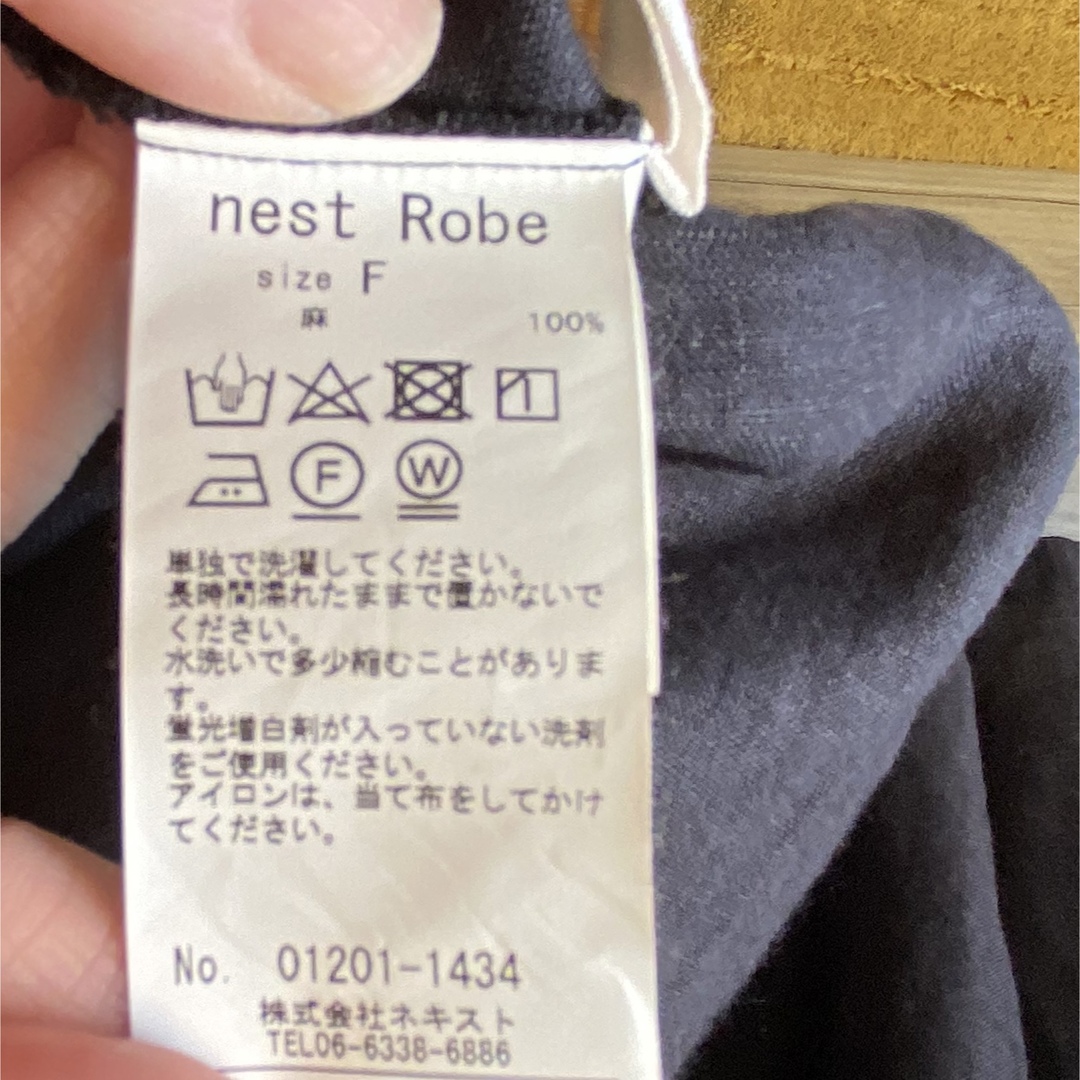 nest Robe
size F
麻 100%
F W
単独で洗濯してください。
長時間濡れたままで置かないで
ください。
水洗いで多少縮むことがありま
す。
蛍光増白剤が入っていない洗剤
をご使用ください。
アイロンは、当て布をしてかけ
てください。
No. 01201-1434
株式会社ネキスト
TEL06-6338-6886